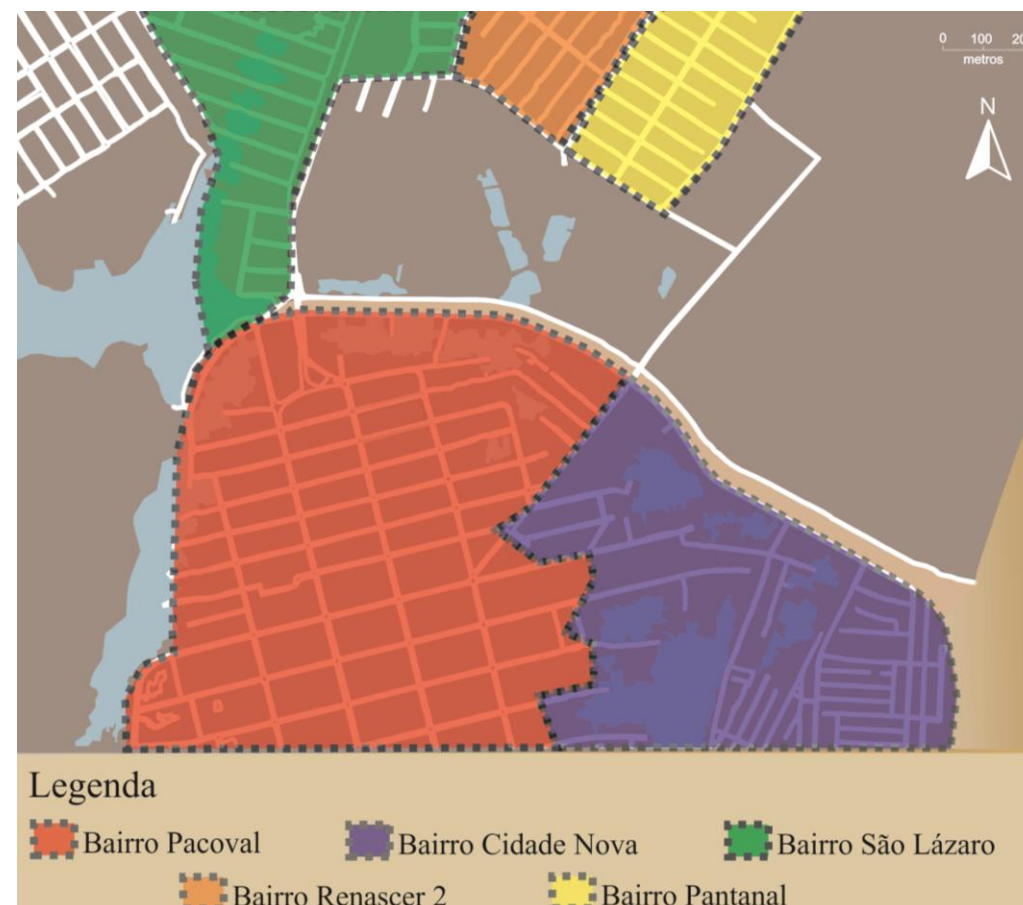 0 100 20
metros
N
Legenda
Bairro Pacoval Bairro Cidade Nova Bairro São Lázaro
Bairro Renascer 2 Bairro Pantanal